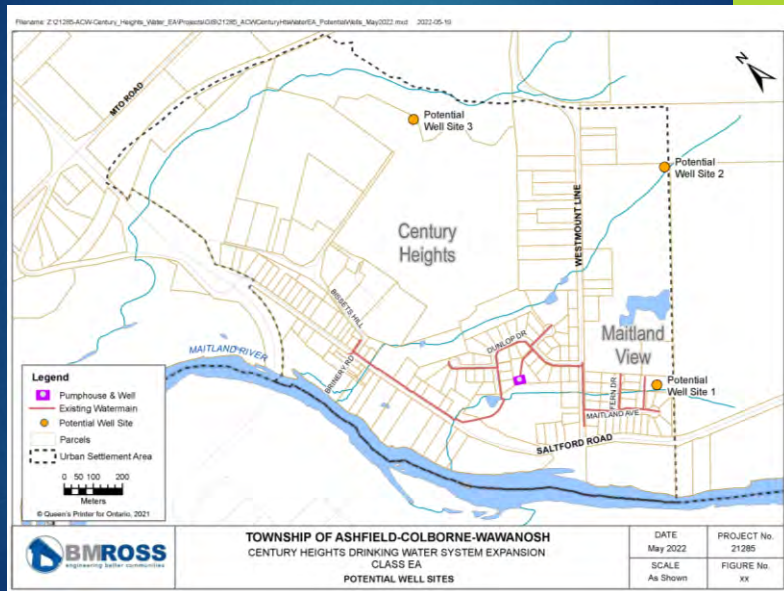 Filename: Z:\21285-ACW-Century_Heights_Water_EA\Projects\GIS\21285_ACWCenturyHtsWaterEA_PotentialWells_May2022.mxd 2022-05-19
N
MTO ROAD
Potential
Well Site 3
Potential
Well Site 2
Century
Heights
WESTMOUNT LINE
BISSETS HILL
Maitland
View
DUNLOP DR
MAITLAND RIVER
BRINERY RD
Potential
Well Site 1
FERN DR
MAITLAND AVE
SALTFORD ROAD
Legend
Pumphouse & Well
Existing Watermain
Potential Well Site
Parcels
Urban Settlement Area
0 50 100 200
Meters
© Queen's Printer for Ontario, 2021
BMROSS
engineering better communities
TOWNSHIP OF ASHFIELD-COLBORNE-WAWANOSH
CENTURY HEIGHTS DRINKING WATER SYSTEM EXPANSION
CLASS EA
POTENTIAL WELL SITES
DATE
May 2022
PROJECT No.
21285
SCALE
As Shown
FIGURE No.
xx